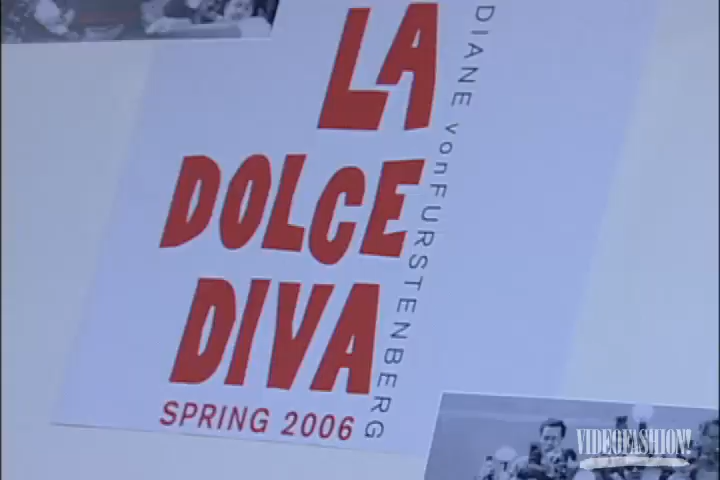 LA
DOLCE
DIVA
SPRING 2006
DIANE vonFURSTENBERG
VIDEOFASHION!